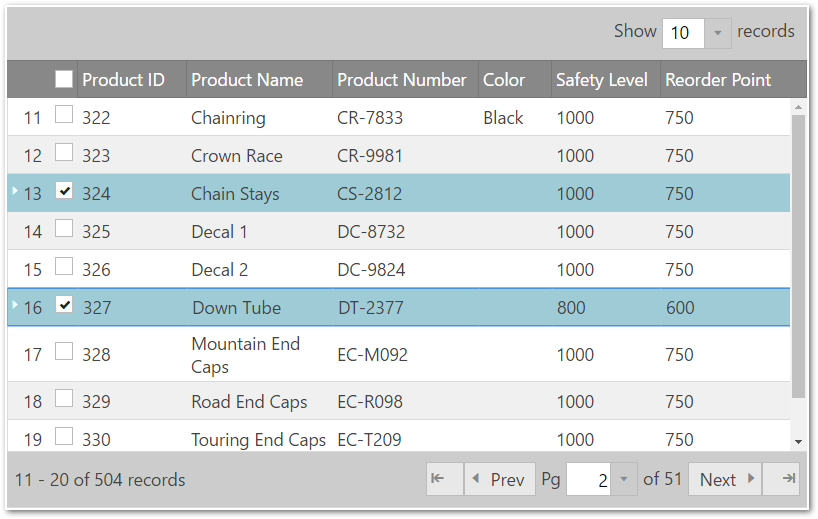 Show 10 records
Product ID Product Name Product Number Color Safety Level Reorder Point
11 322 Chainring CR-7833 Black 1000 750
12 323 Crown Race CR-9981 1000 750
13 324 Chain Stays CS-2812 1000 750
14 325 Decal 1 DC-8732 1000 750
15 326 Decal 2 DC-9824 1000 750
16 327 Down Tube DT-2377 800 600
17 328 Mountain End Caps EC-M092 1000 750
18 329 Road End Caps EC-R098 1000 750
19 330 Touring End Caps EC-T209 1000 750
11 - 20 of 504 records Prev Pg 2 of 51 Next